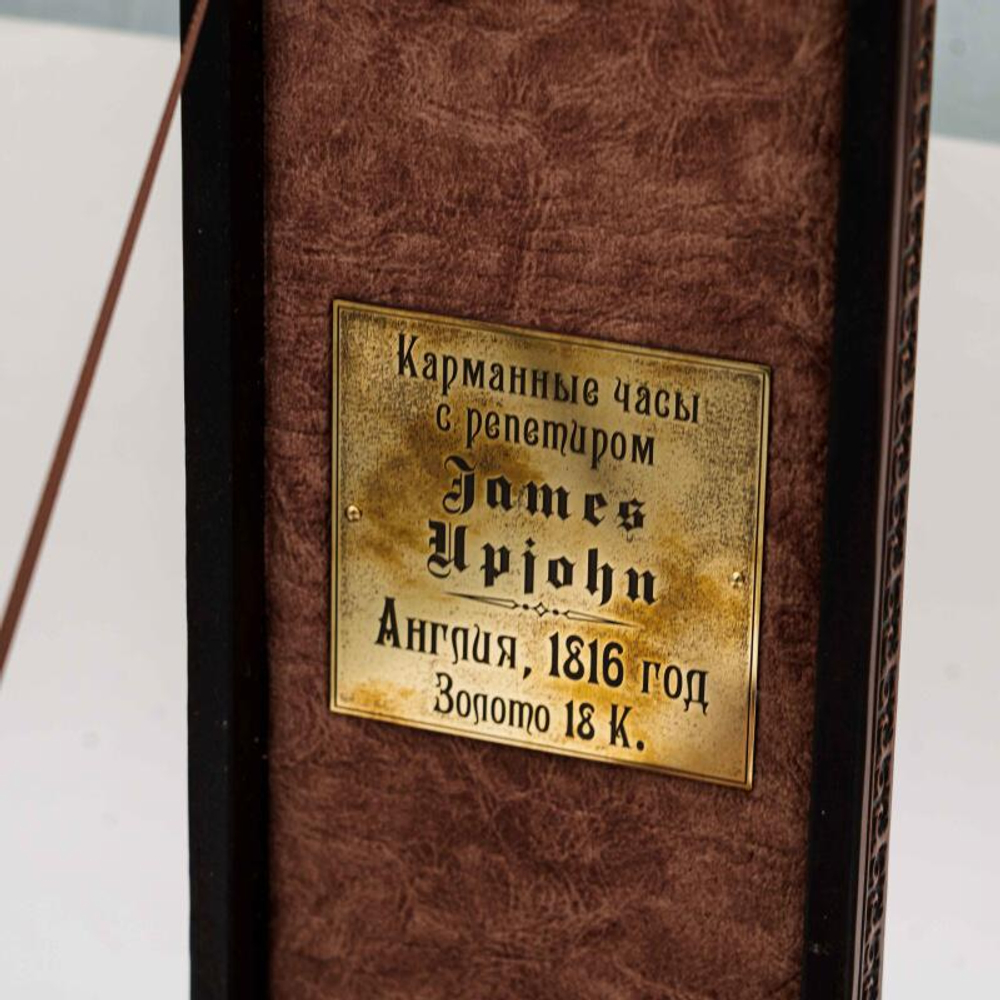 Карманные часы
с репетиром
James
Upjohn
Англия, 1816 год
Золото 18 К.